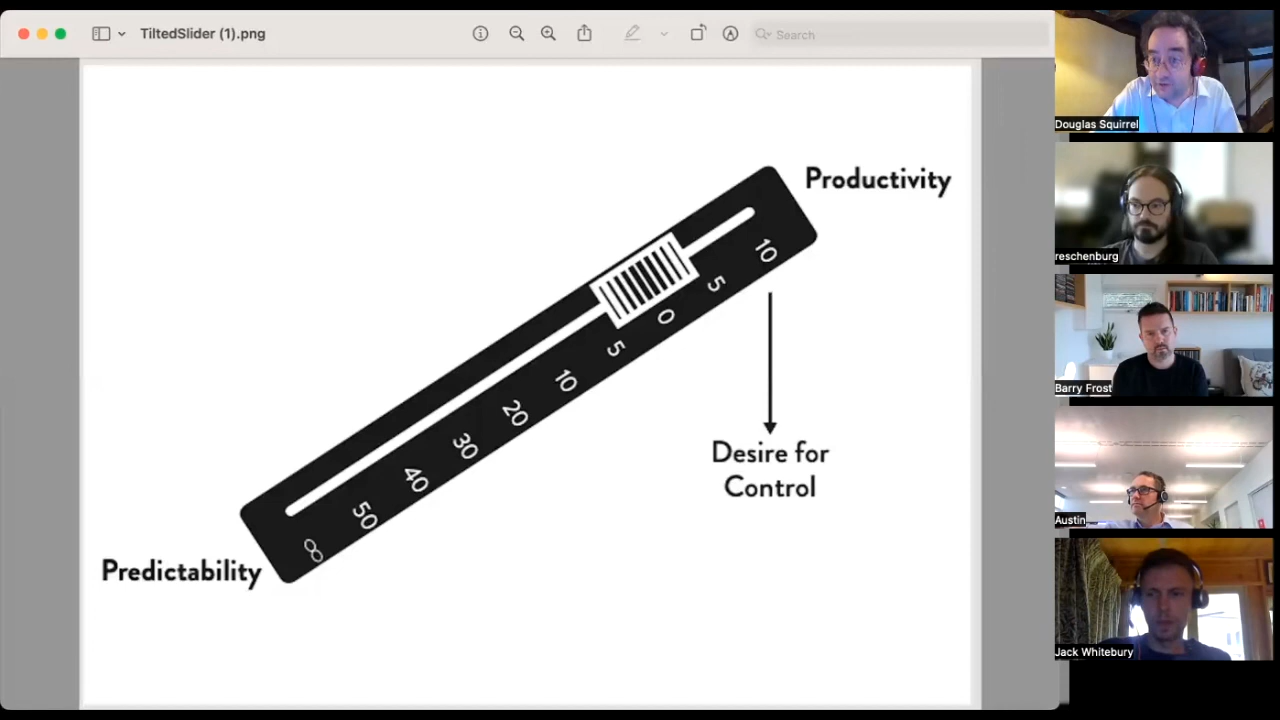 TiltedSlider (1).png
Search
Productivity
10
5
0
5
10
20
30
40
50
∞
Desire for
Control
Predictability
Douglas Squirrel
reschenburg
Barry Frost
Austin
Jack Whitebury